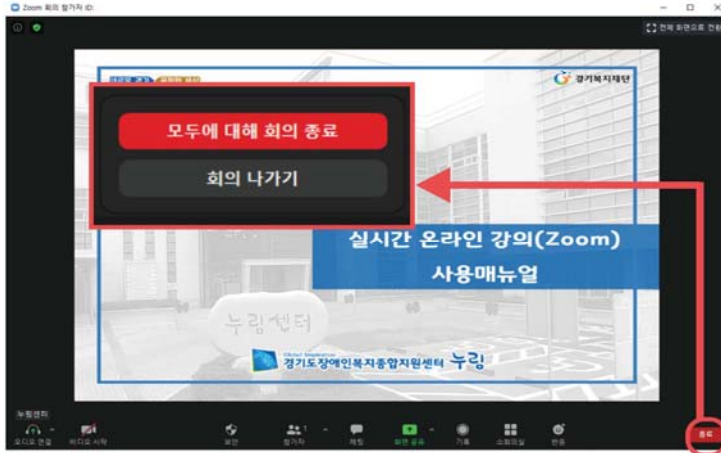 Zoom 회의 참가자 ID:
전체 화면으로 전환
경기복지재단
모두에 대해 회의 종료
회의 나가기
실시간 온라인 강의(Zoom)
사용매뉴얼
누림센터
Global Inspiration
경기도장애인복지종합지원센터 누림
누림센터
오디오 연결
비디오 시작
보안
참가자
1
채팅
화면 공유
기록
소회의실
반응
종료